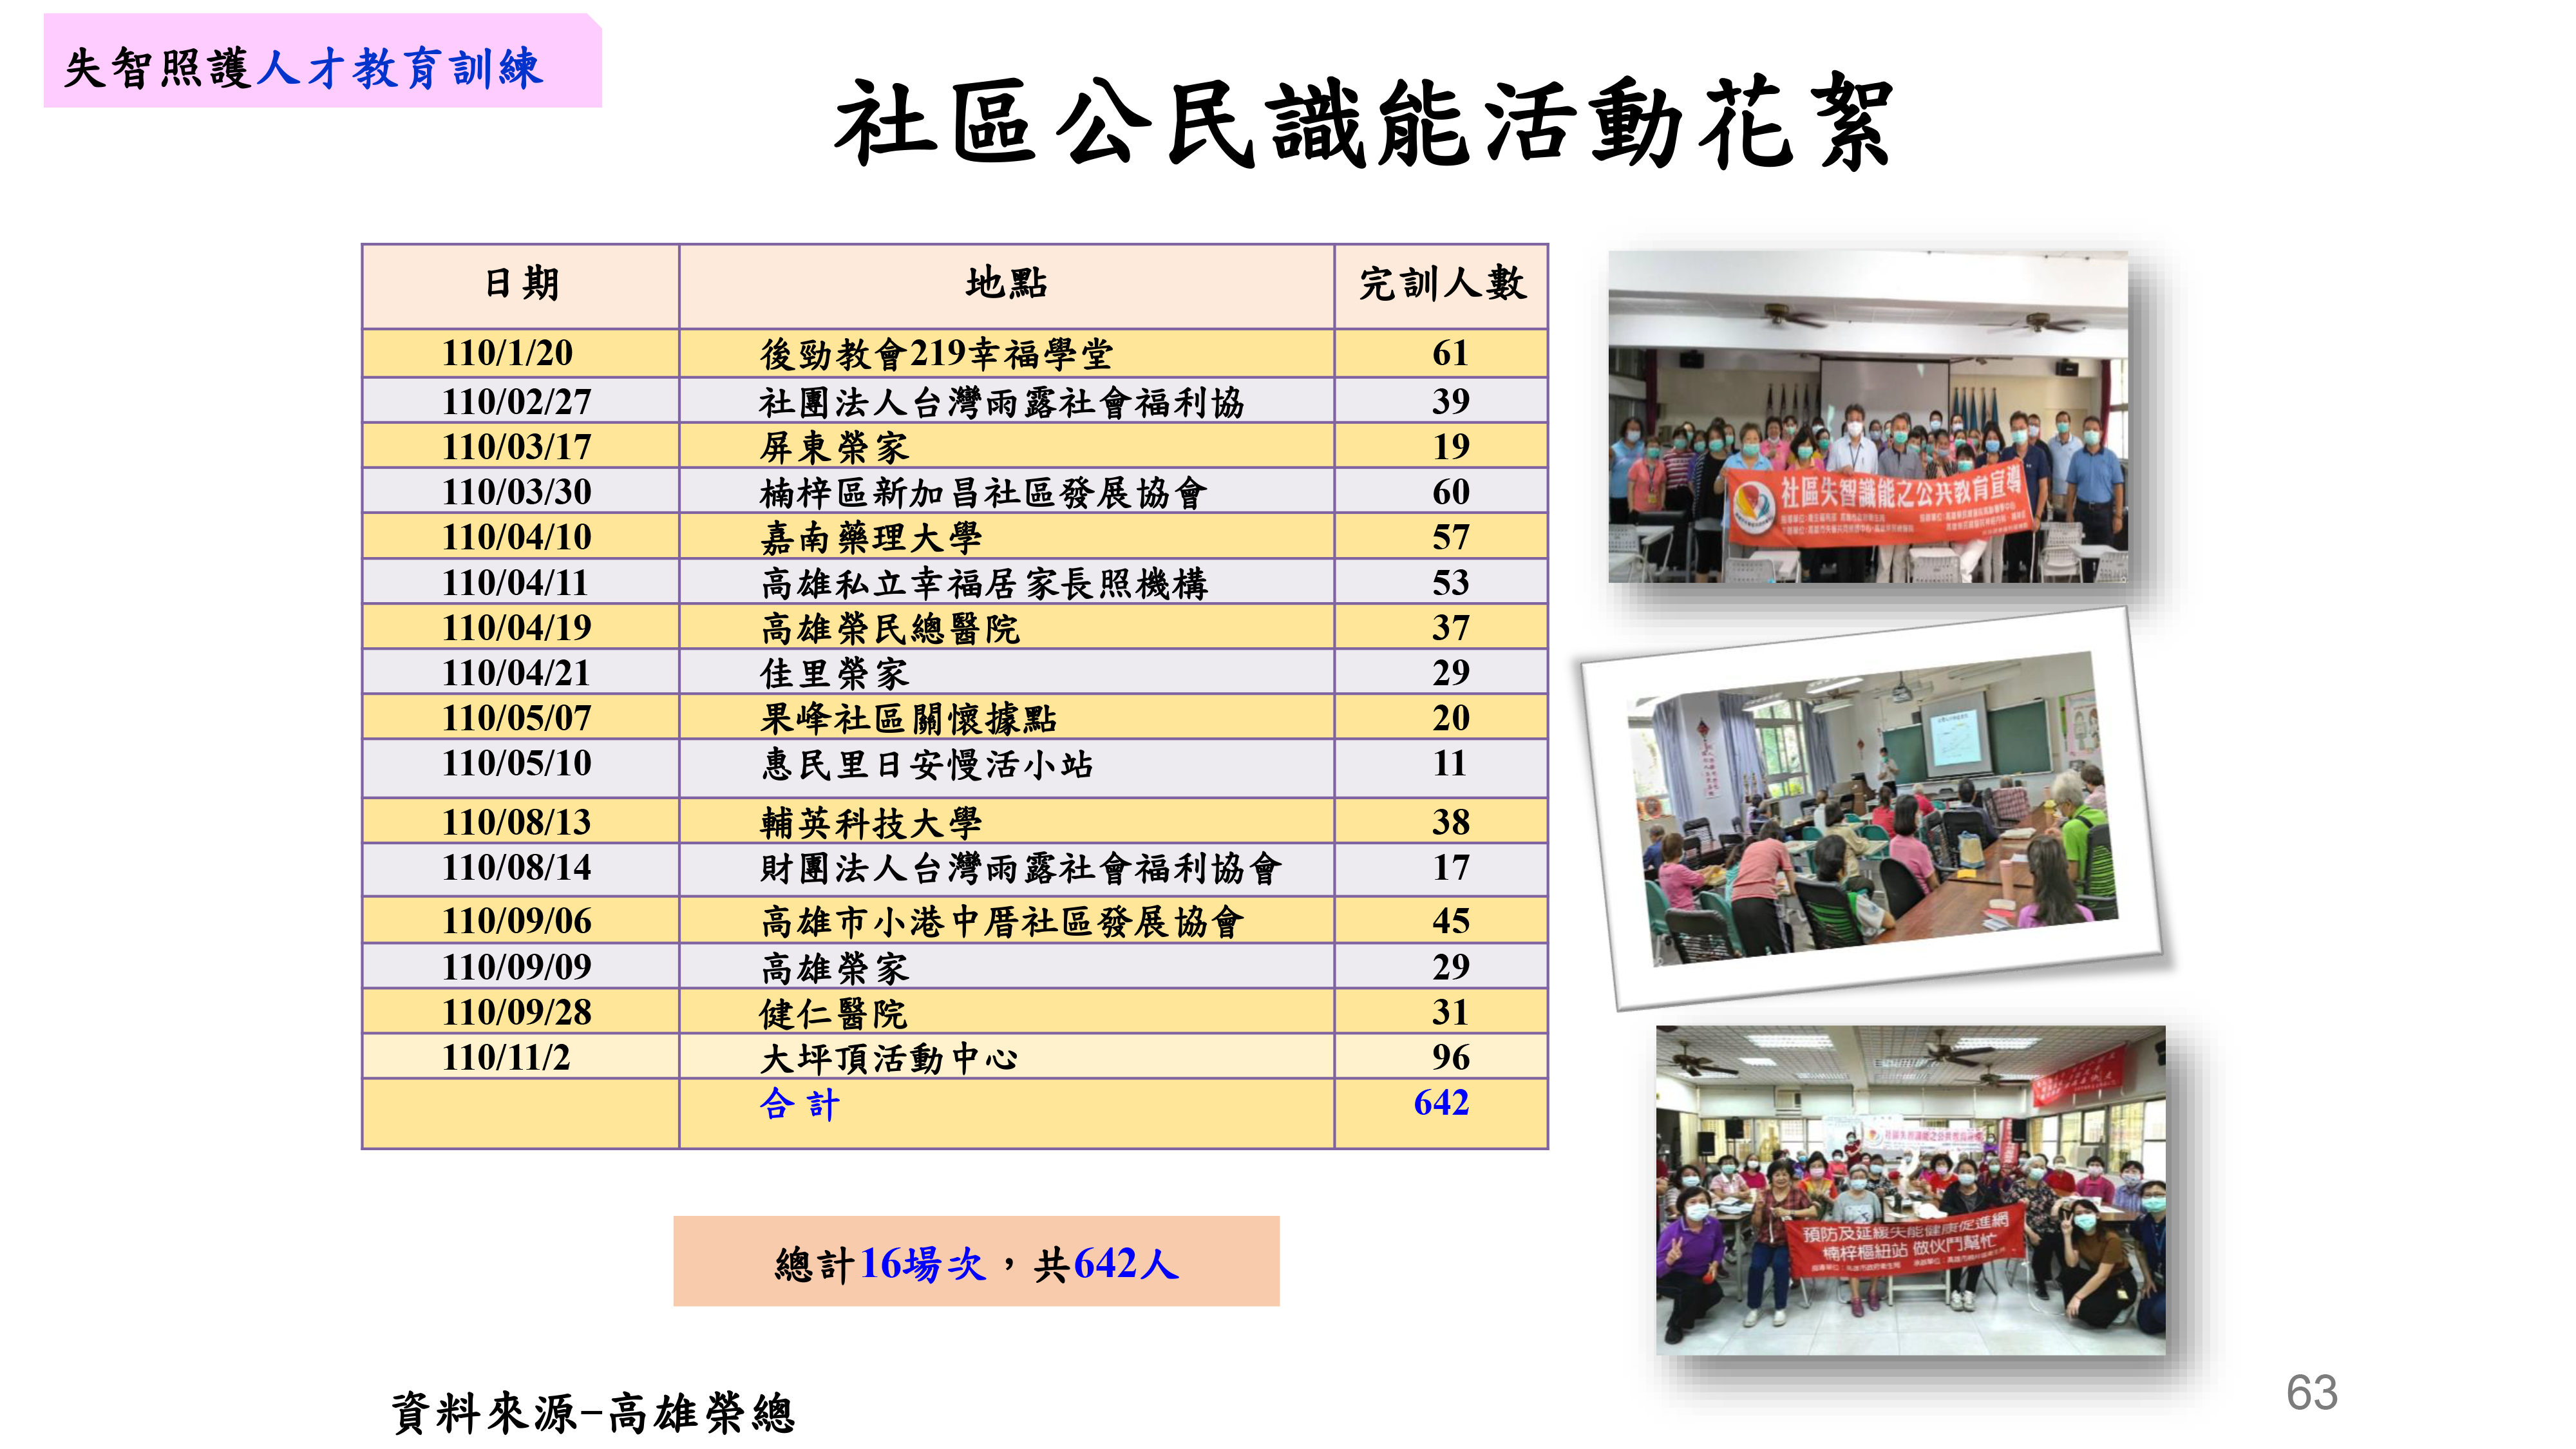 失智照護人才教育訓練
社區公民識能活動花絮
日期 地點 完訓人數
110/1/20 後勁教會219幸福學堂 61
110/02/27 社團法人台灣雨露社會福利協 39
110/03/17 屏東榮家 19
110/03/30 楠梓區新加昌社區發展協會 60
110/04/10 嘉南藥理大學 57
110/04/11 高雄私立幸福居家長照機構 53
110/04/19 高雄榮民總醫院 37
110/04/21 佳里榮家 29
110/05/07 果峰社區關懷據點 20
110/05/10 惠民里日安慢活小站 11
110/08/13 輔英科技大學 38
110/08/14 財團法人台灣雨露社會福利協會 17
110/09/06 高雄市小港中厝社區發展協會 45
110/09/09 高雄榮家 29
110/09/28 健仁醫院 31
110/11/2 大坪頂活動中心 96
合計 642
總計16場次，共642人
資料來源-高雄榮總
社區失智識能之公共教育宣導
社區失智識能之公共教育宣導
預防及延緩失能健康促進網
楠梓樞紐站 做伙鬥幫忙
63